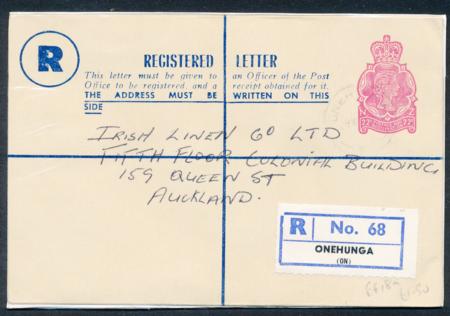 R
REGISTERED LETTER
This letter must be given to an Officer of the Post
Office to be registered, and a receipt obtained for it.
THE ADDRESS MUST BE WRITTEN ON THIS
SIDE
IRISH LINEN Co LTD
FIFTH FLOOR COLONIAL BUILDING
159 QUEEN ST
AUCKLAND.
R No. 68
ONEHUNGA
(ON)